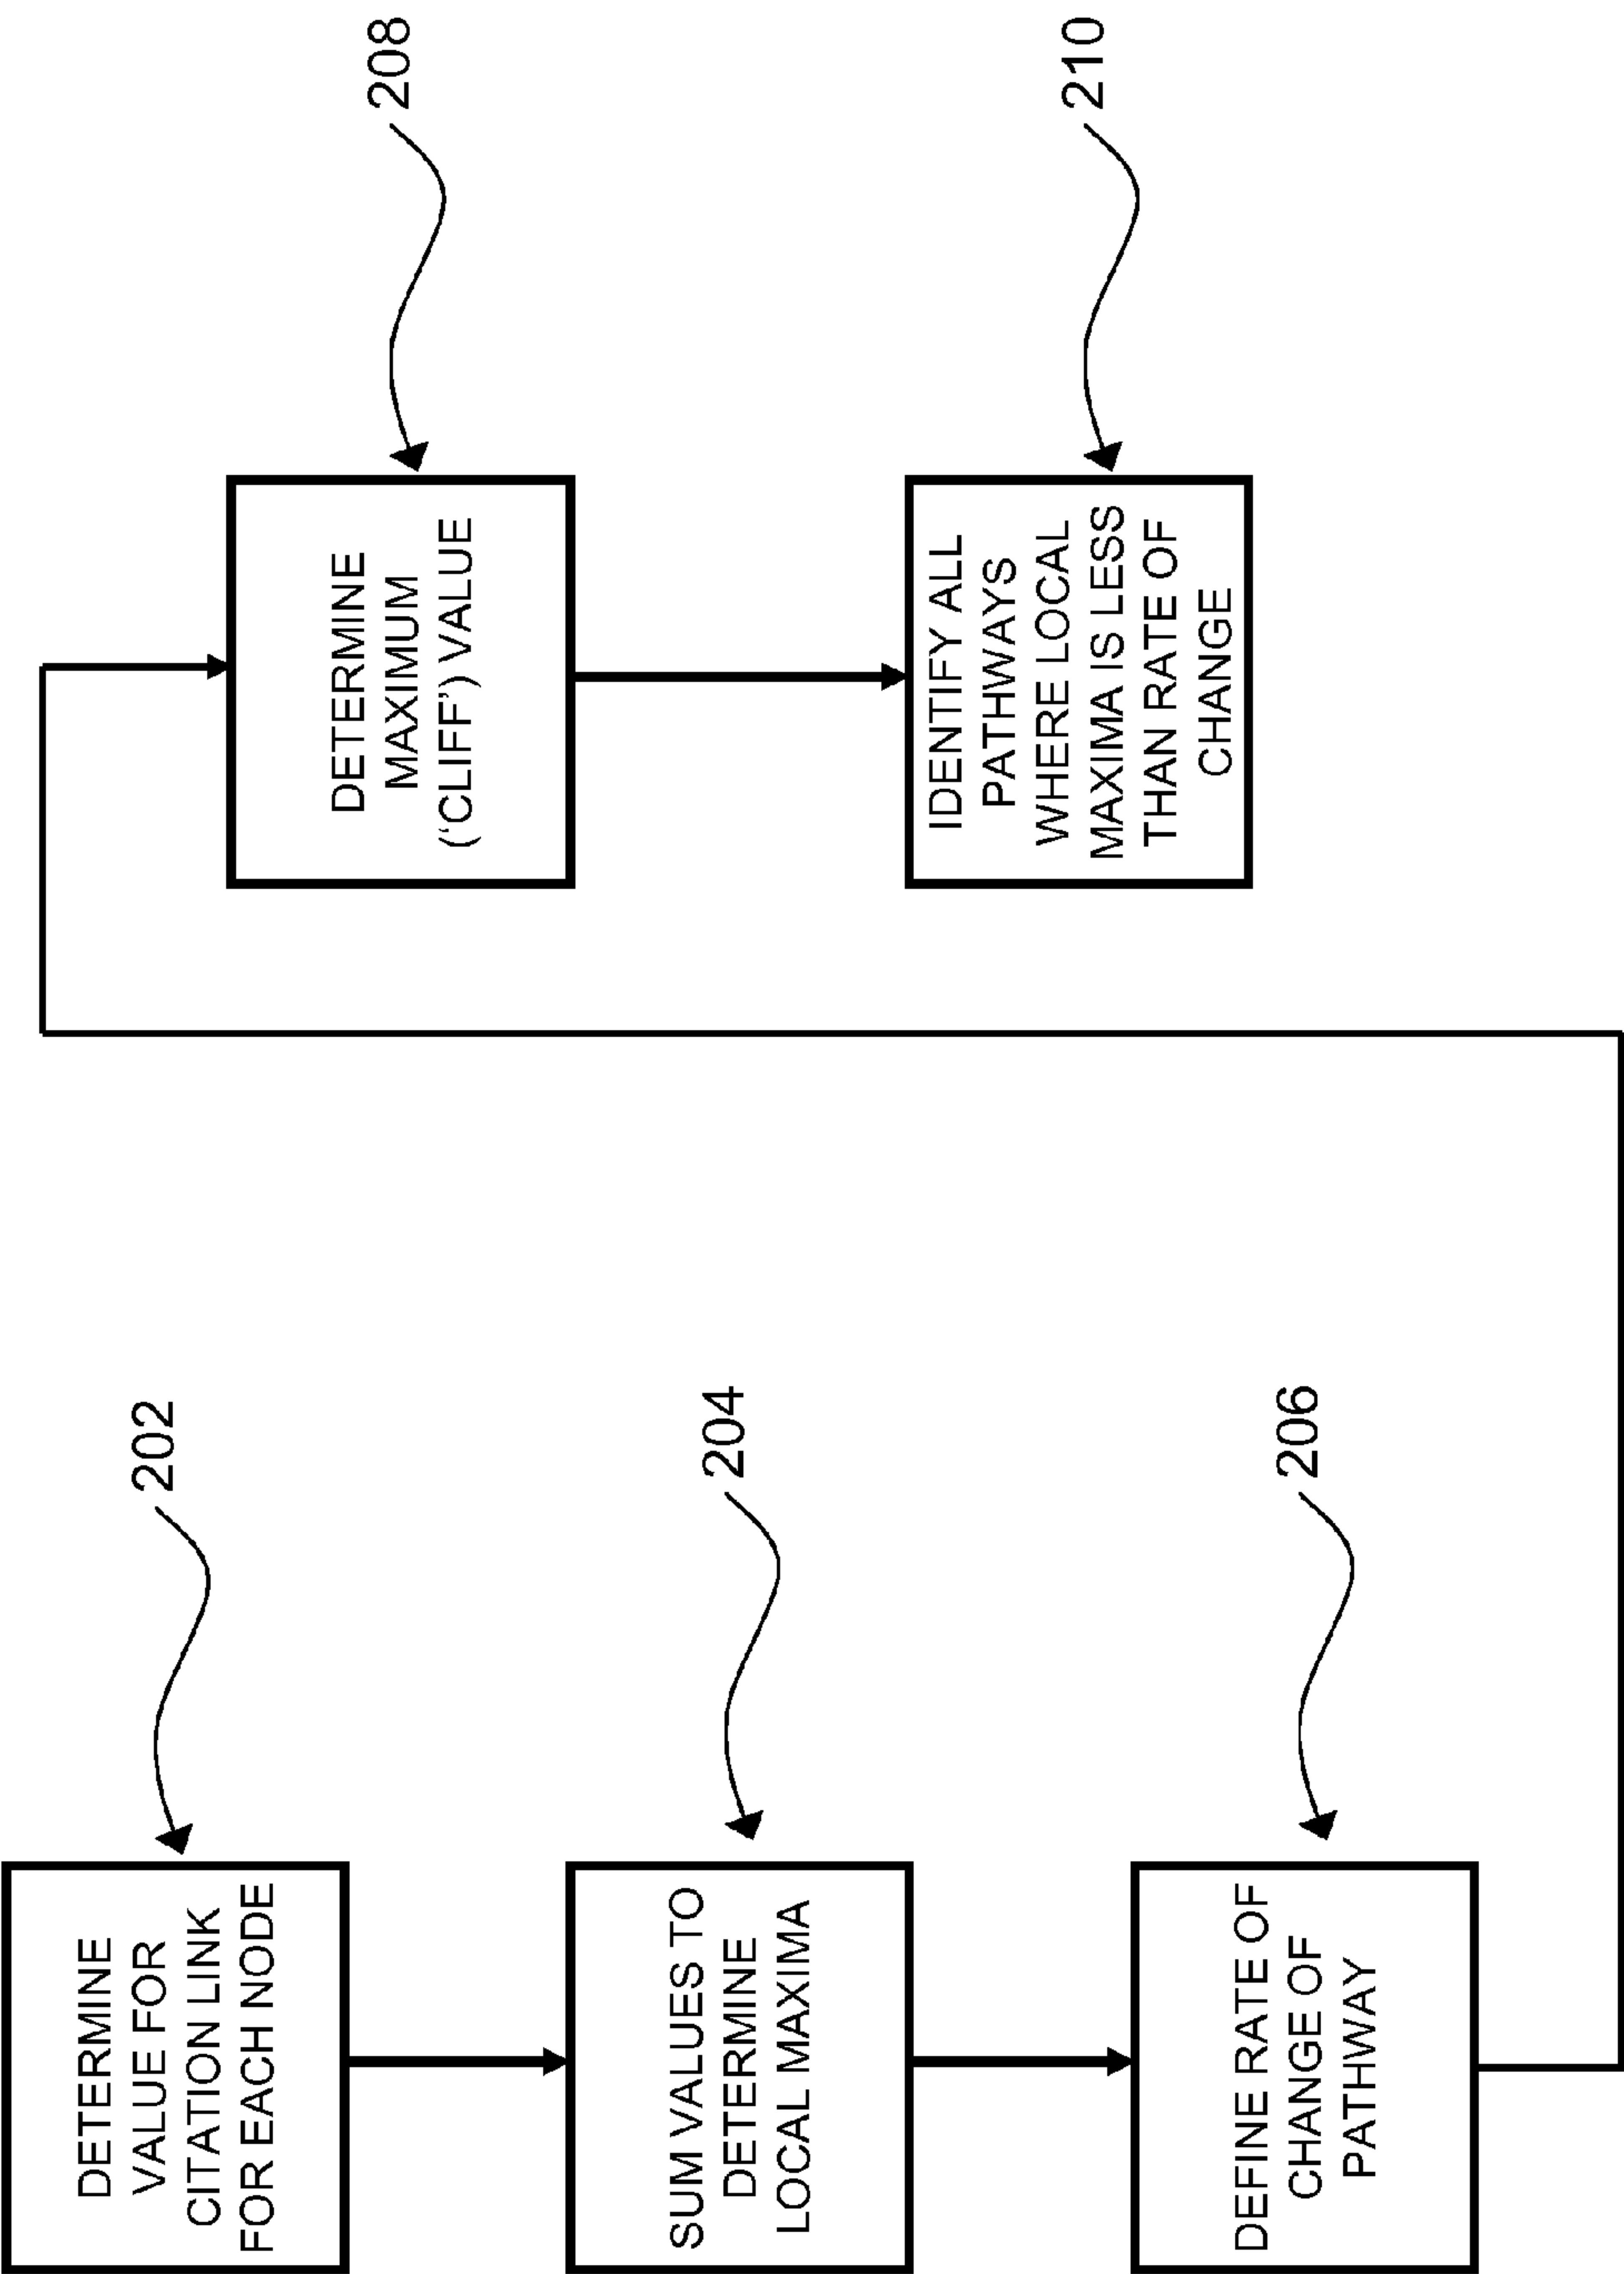 DETERMINE
VALUE FOR
CITATION LINK
FOR EACH NODE
202
SUM VALUES TO
DETERMINE
LOCAL MAXIMA
204
DEFINE RATE OF
CHANGE OF
PATHWAY
206
DETERMINE
MAXIMUM
(‘CLIFF’) VALUE
208
IDENTIFY ALL
PATHWAYS
WHERE LOCAL
MAXIMA IS LESS
THAN RATE OF
CHANGE
210